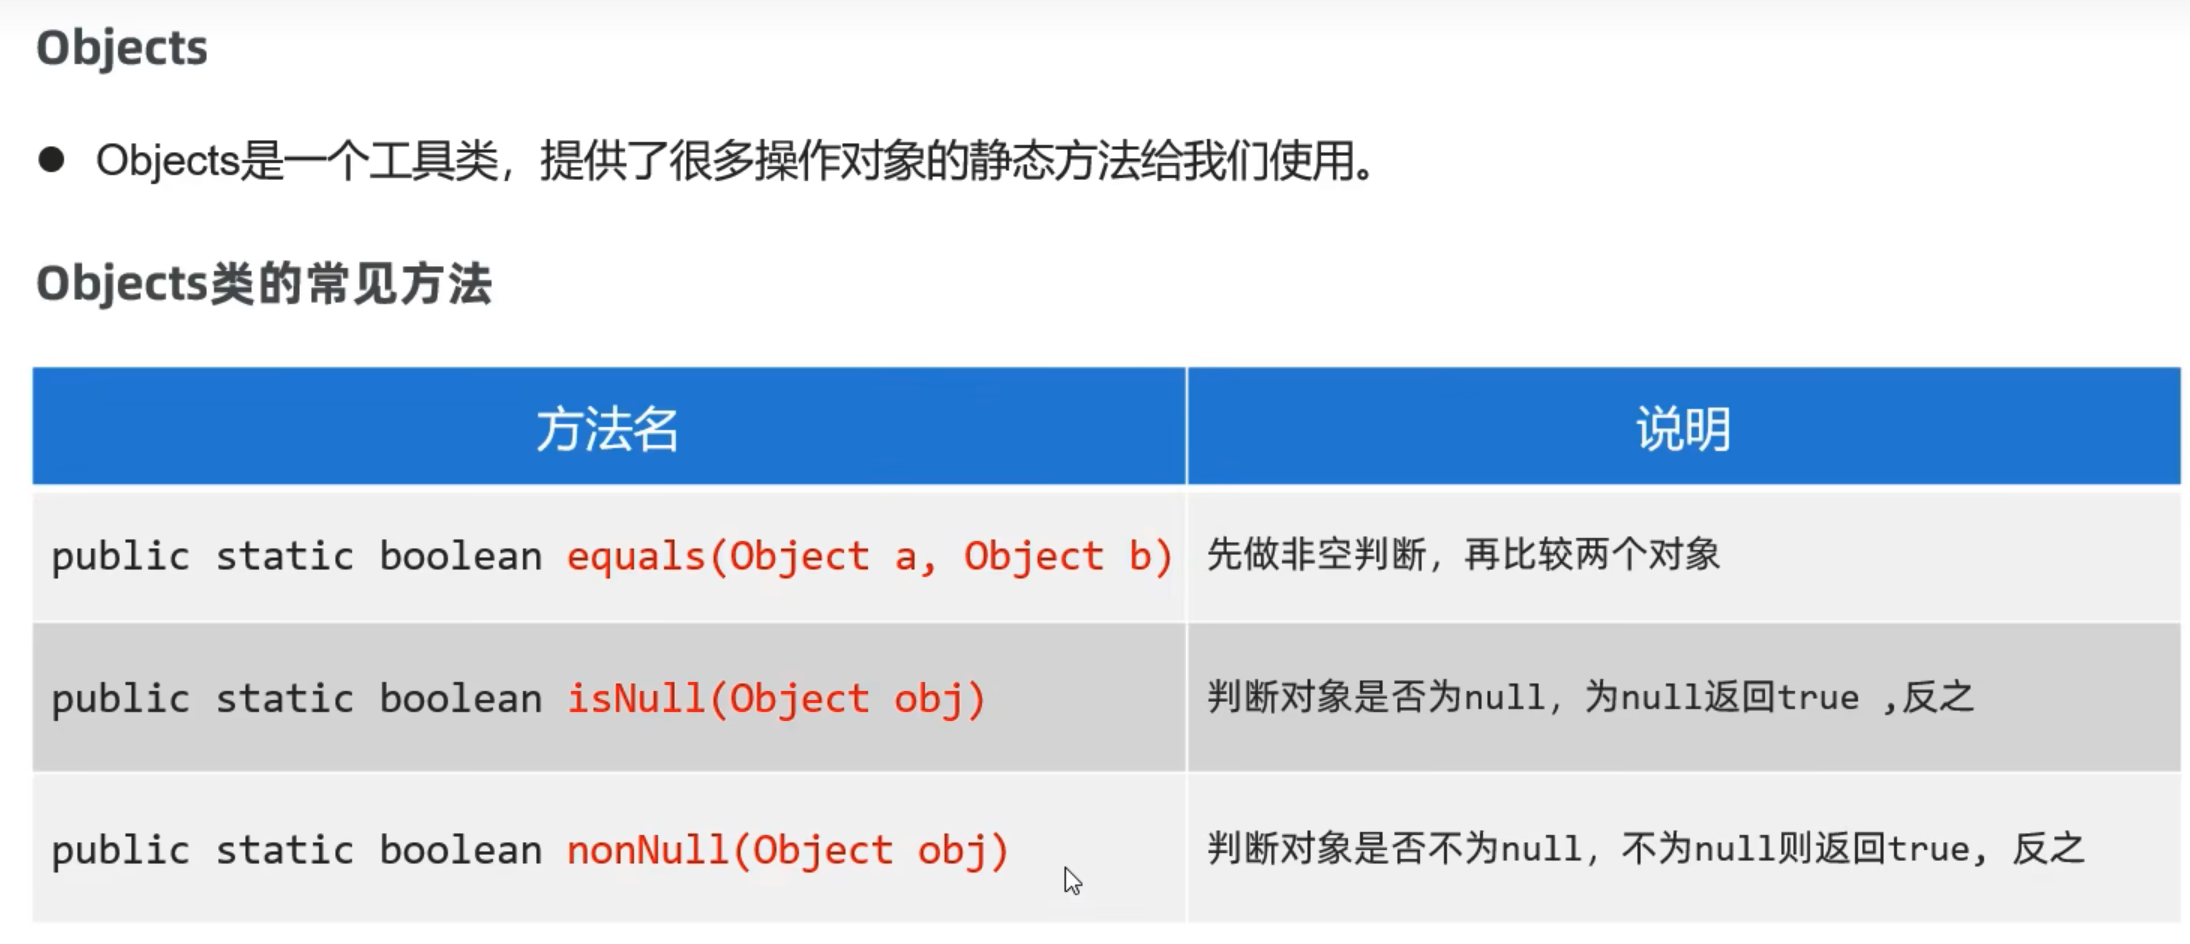 Objects
● Objects是一个工具类，提供了很多操作对象的静态方法给我们使用。
Objects类的常见方法
方法名 说明
public static boolean equals(Object a, Object b) 先做非空判断，再比较两个对象
public static boolean isNull(Object obj) 判断对象是否为null，为null返回true ,反之
public static boolean nonNull(Object obj) 判断对象是否不为null，不为null则返回true, 反之